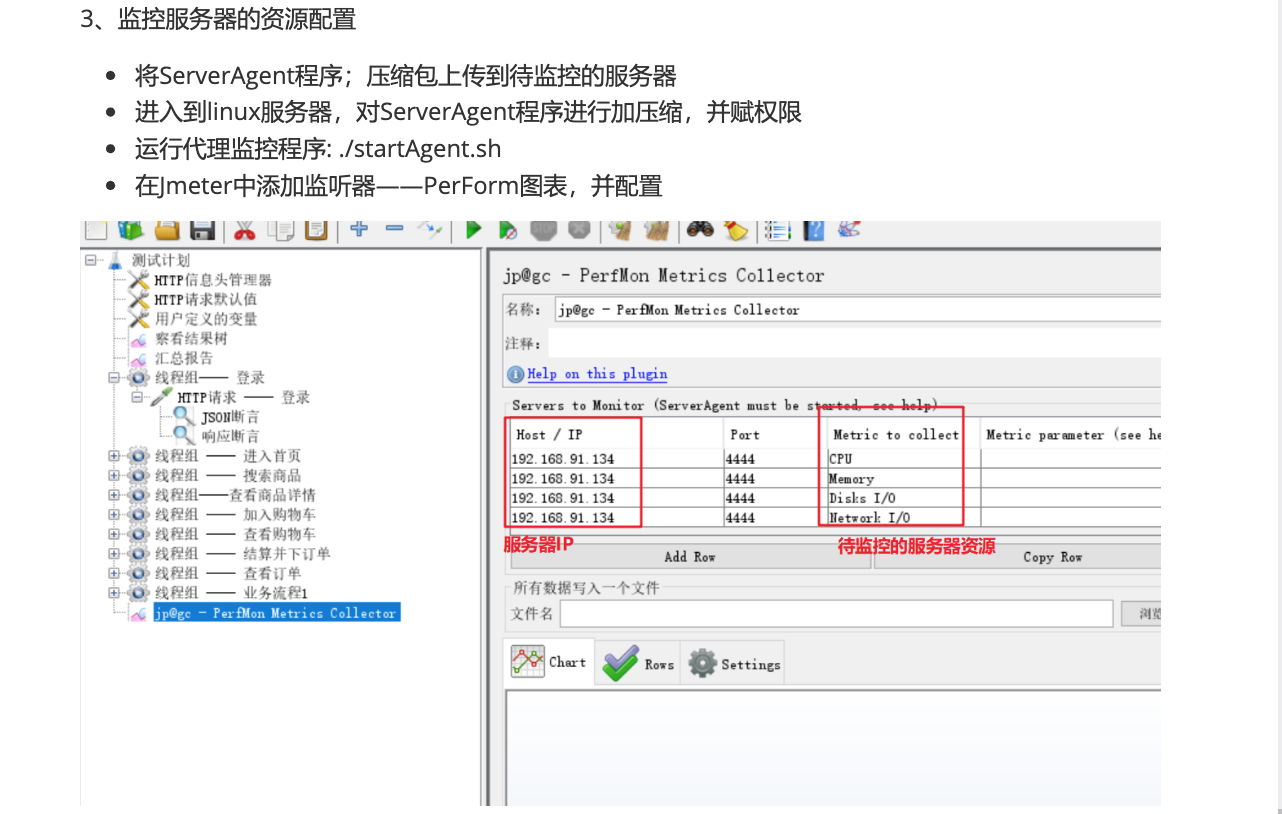 3、监控服务器的资源配置
将ServerAgent程序；压缩包上传到待监控的服务器
进入到linux服务器，对ServerAgent程序进行加压缩，并赋权限
运行代理监控程序: ./startAgent.sh
在Jmeter中添加监听器——PerForm图表，并配置
测试计划
HTTP信息头管理器
HTTP请求默认值
用户定义的变量
察看结果树
汇总报告
线程组—— 登录
HTTP请求 —— 登录
JSON断言
响应断言
线程组 —— 进入首页
线程组 —— 搜索商品
线程组——查看商品详情
线程组 —— 加入购物车
线程组 —— 查看购物车
线程组 —— 结算并下订单
线程组 —— 查看订单
线程组 —— 业务流程1
jp@gc - PerfMon Metrics Collector
jp@gc - PerfMon Metrics Collector
名称： jp@gc - PerfMon Metrics Collector
注释：
Help on this plugin
Servers to Monitor (ServerAgent must be started, see help)
Host / IP Port Metric to collect Metric parameter (see he
192.168.91.134 4444 CPU
192.168.91.134 4444 Memory
192.168.91.134 4444 Disks I/O
192.168.91.134 4444 Network I/O
服务器IP 待监控的服务器资源
Add Row Copy Row
所有数据写入一个文件
文件名 浏览
Chart Rows Settings